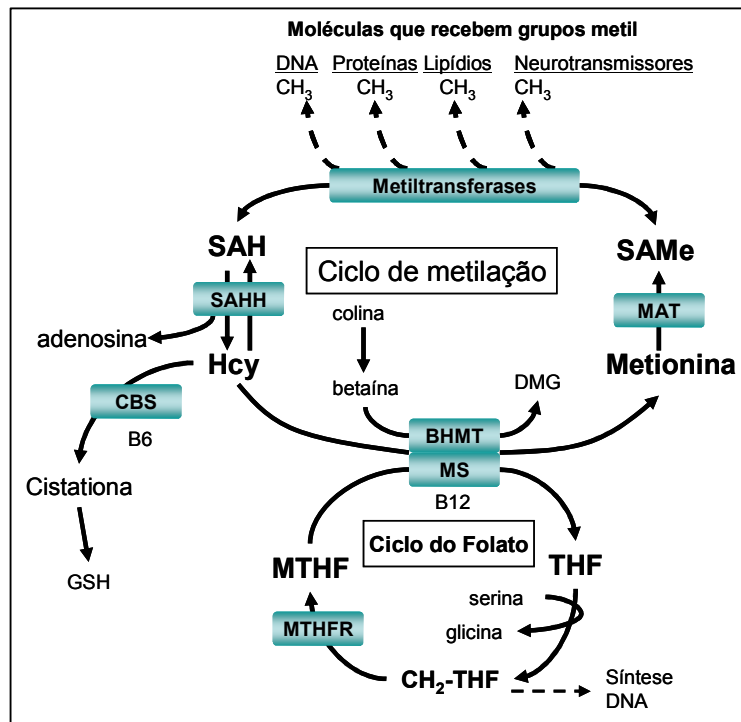 Moléculas que recebem grupos metil
DNA Proteínas Lipídios Neurotransmissores
CH₃ CH₃ CH₃ CH₃
Metiltransferases
SAH
SAMe
Ciclo de metilação
SAHH
MAT
colina
adenosina
Hcy
Metionina
betaína
DMG
CBS
B6
BHMT
MS
B12
Cistationa
Ciclo do Folato
MTHF
THF
GSH
serina
MTHFR
glicina
CH₂-THF
Síntese
DNA